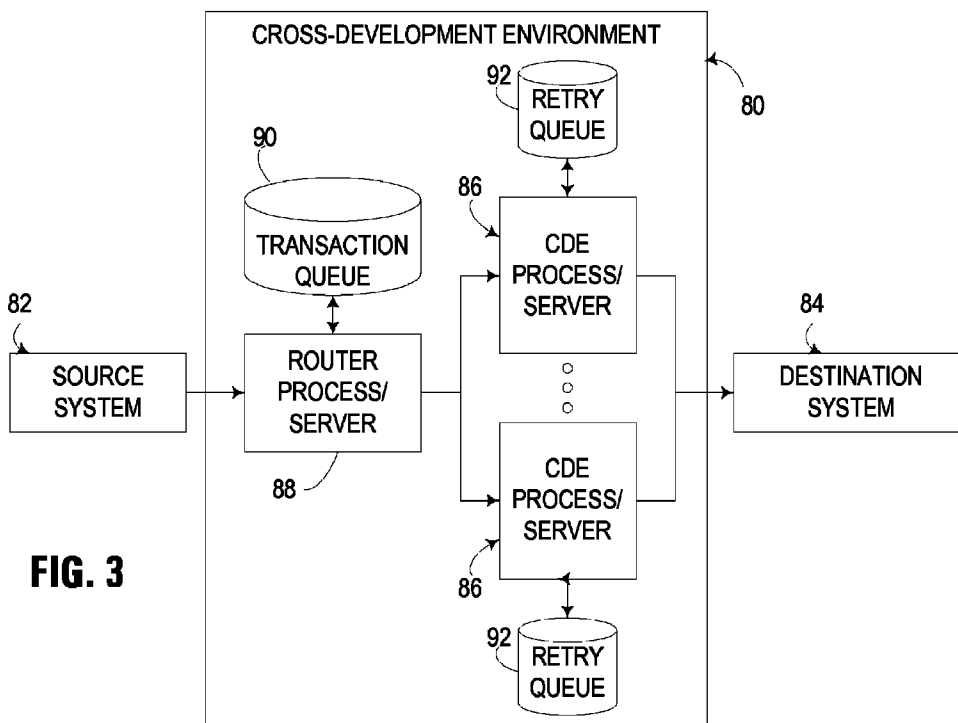 CROSS-DEVELOPMENT ENVIRONMENT
80
92
RETRY
QUEUE
90
TRANSACTION
QUEUE
86
CDE
PROCESS/
SERVER
82
SOURCE
SYSTEM
ROUTER
PROCESS/
SERVER
88
84
DESTINATION
SYSTEM
CDE
PROCESS/
SERVER
86
FIG. 3
92
RETRY
QUEUE